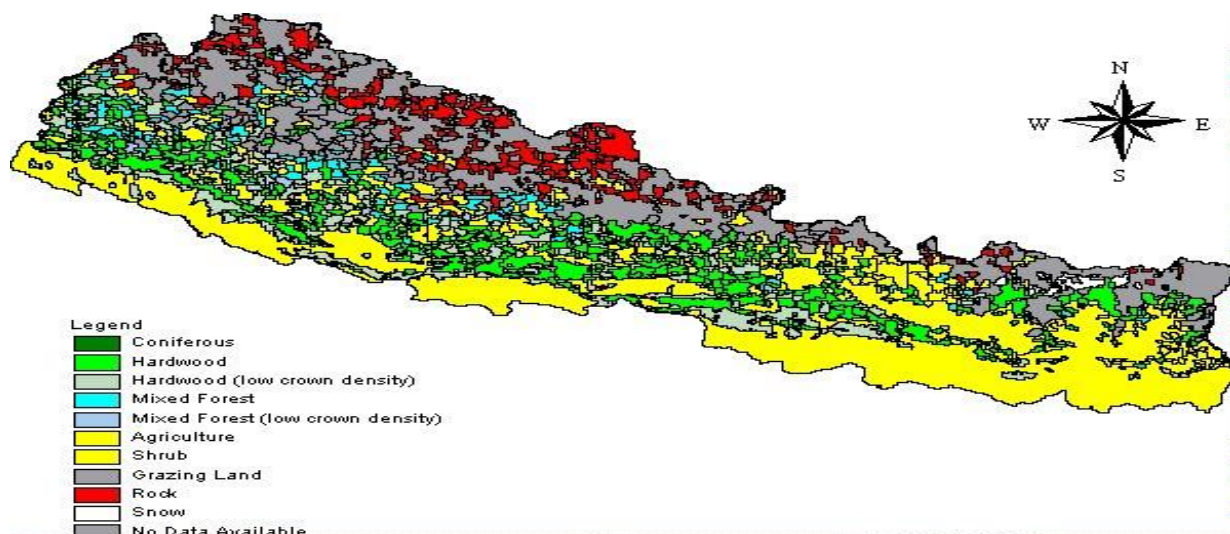 N
W E
S
Legend
Coniferous
Hardwood
Hardwood (low crown density)
Mixed Forest
Mixed Forest (low crown density)
Agriculture
Shrub
Grazing Land
Rock
Snow
No Data Available